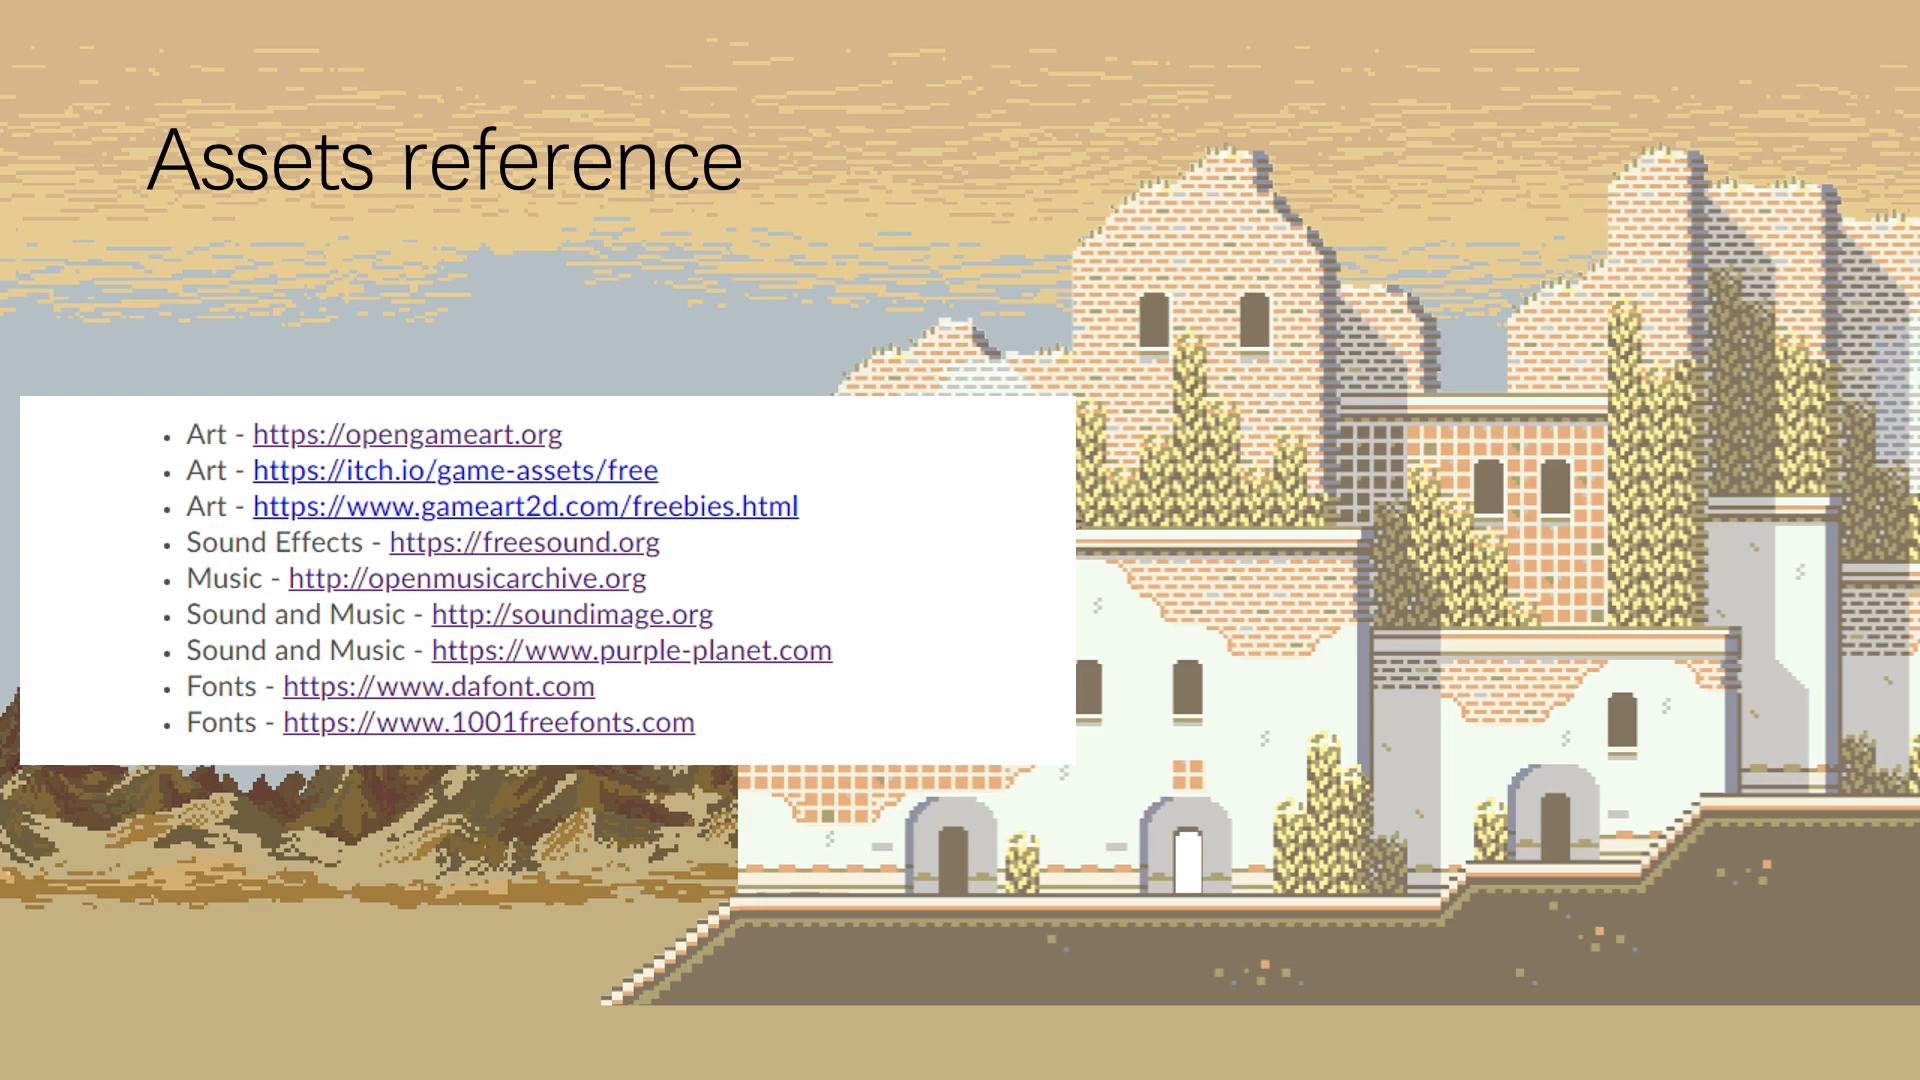 Assets reference
• Art - https://opengameart.org
• Art - https://itch.io/game-assets/free
• Art - https://www.gameart2d.com/freebies.html
• Sound Effects - https://freesound.org
• Music - http://openmusicarchive.org
• Sound and Music - http://soundimage.org
• Sound and Music - https://www.purple-planet.com
• Fonts - https://www.dafont.com
• Fonts - https://www.1001freefonts.com